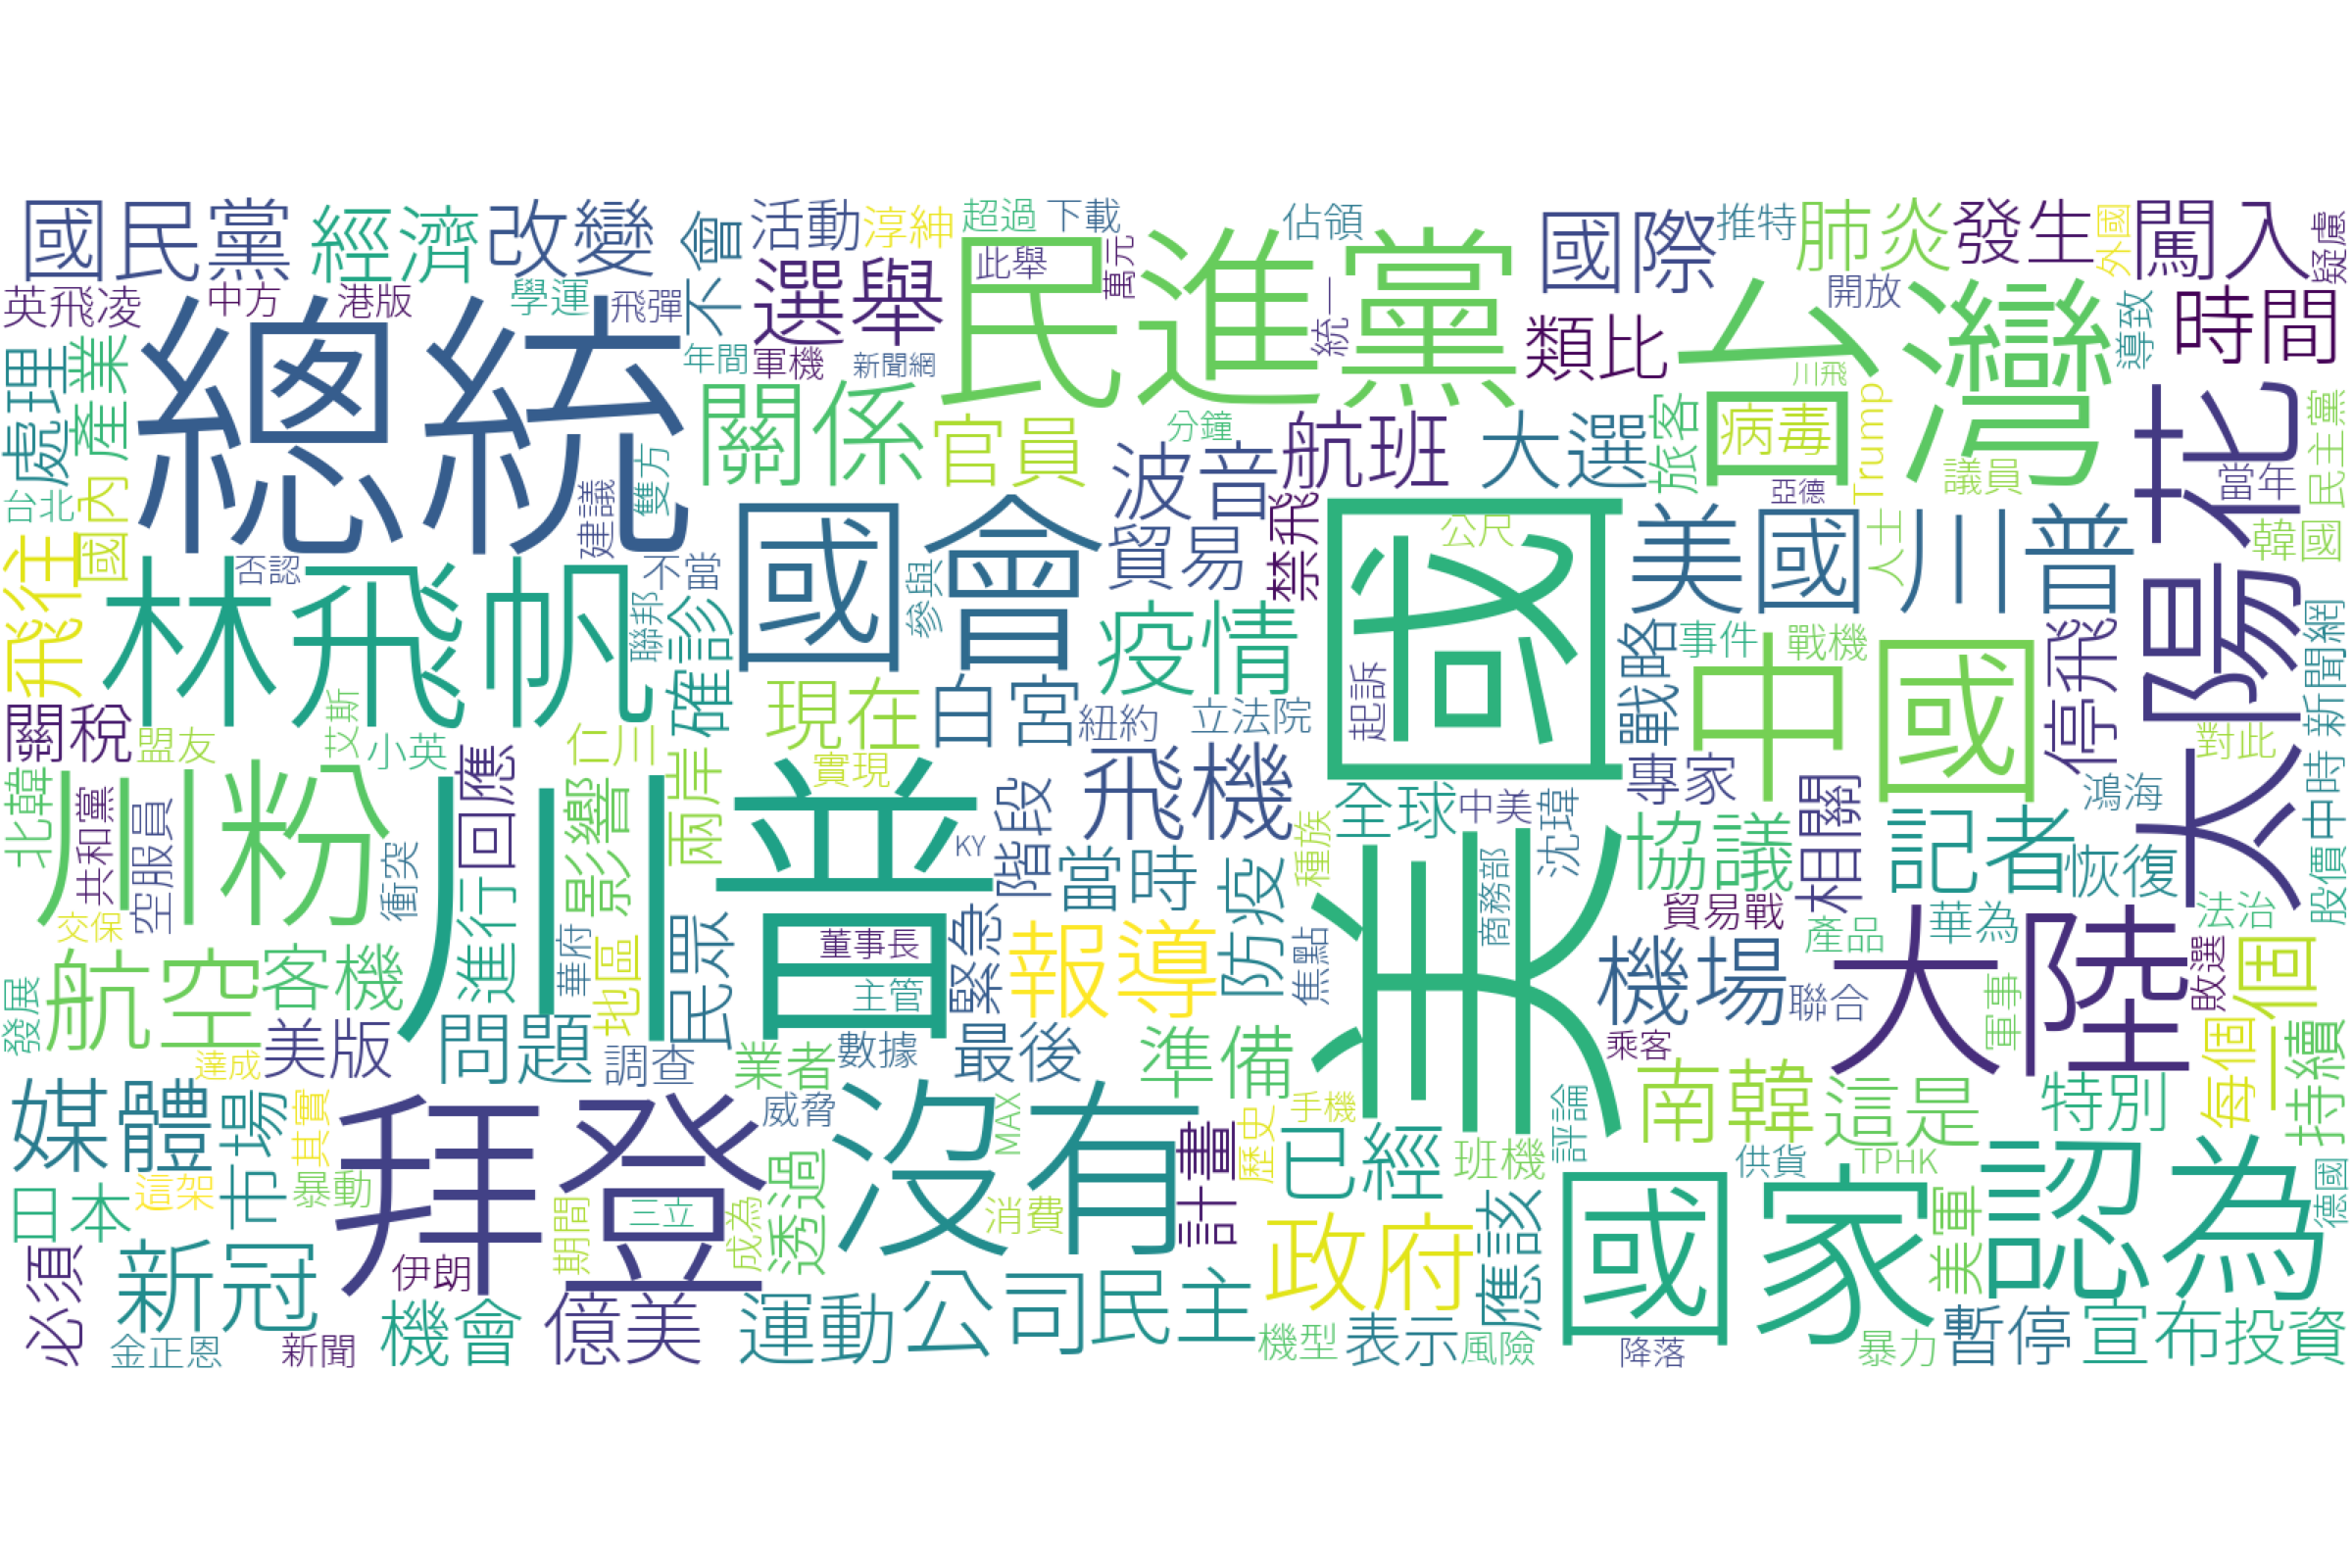 國民黨
經濟
改變
不會
活動
淳紳
超過
下載
佔領
國際
推特
肺炎
發生
外國
闖入
疑慮
英飛凌
中方
港版
學運
飛彈
選舉
此舉
萬元
民進黨
統一
類比
開放
台灣
導致
時間
處理
產業
總統
年間
軍機
新聞網
關係
官員
分鐘
航班
大選
旅客
病毒
川飛
Trump
議員
太陽花
當年
民主黨
台北
國內
建議
雙方
波音
公尺
亞德
人士
韓國
飛往
否認
林飛帆
不當
國會
參與
貿易
禁飛
美國
美國
川普
聯邦
確診
疫情
戰略
事件
戰機
停飛
新聞網
關稅
盟友
艾斯
小英
仁川
現在
白宮
紐約
立法院
起訴
中國
對此
北韓
共和黨
空服員
川粉
衝突
回應
影響
實現
兩岸
川普
KY
階段
飛機
全球
中美
沈瑋
專家
相關
鴻海
中時
種族
協議
記者
恢復
股價
交保
進行
華府
地區
民眾
董事長
緊急
當時
防疫
商務部
貿易戰
產品
華為
法治
發展
航空
客機
主管
報導
焦點
機場
聯合
大陸
敗選
一個
達成
美版
問題
調查
業者
數據
最後
準備
乘客
軍事
每個
持續
媒體
市場
其實
拜登
威脅
沒有
MAX
計畫
歷史
手機
已經
班機
評論
南韓
這是
特別
日本
這架
暴動
期間
三立
成為
透過
消費
供貨
TPHK
認為
德國
必須
新冠
伊朗
政府
應該
國家
美軍
金正恩
新聞
機會
億美
運動
公司
民主
機型
表示
風險
降落
暴力
暫停
宣布
投資